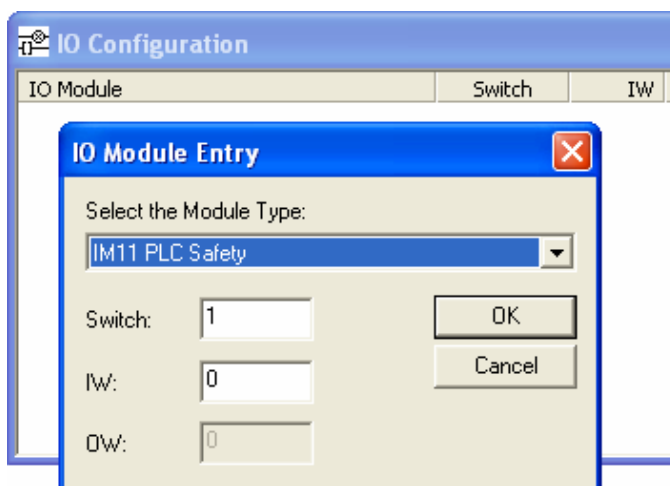 IO Configuration
IO Module Switch IW
IO Module Entry
Select the Module Type:
IM11 PLC Safety
Switch: 1 OK
IW: 0 Cancel
OW: 0